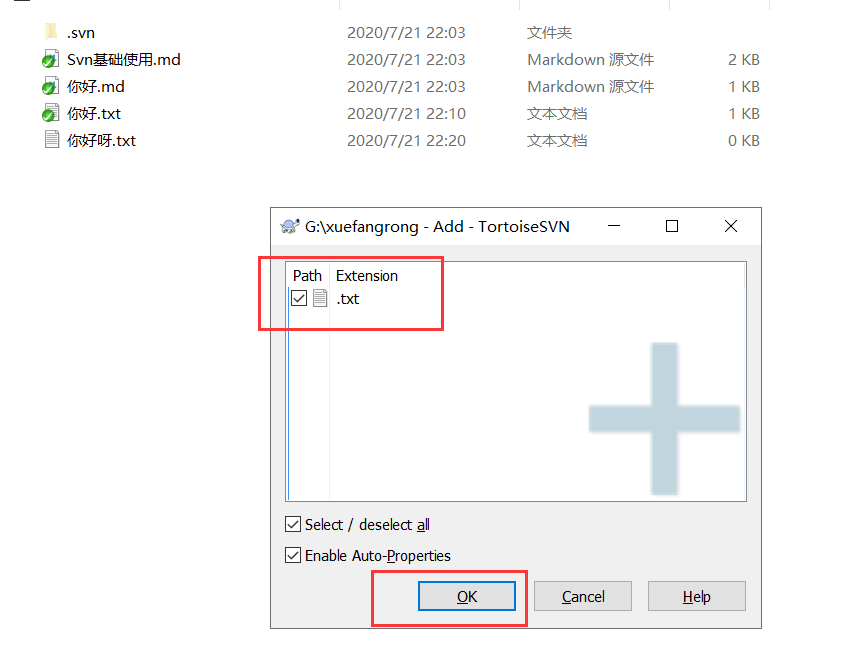 .svn 2020/7/21 22:03 文件夹
Svn基础使用.md 2020/7/21 22:03 Markdown 源文件 2 KB
你好.md 2020/7/21 22:03 Markdown 源文件 1 KB
你好.txt 2020/7/21 22:10 文本文档 1 KB
你好呀.txt 2020/7/21 22:20 文本文档 0 KB
G:\xuefangrong - Add - TortoiseSVN
Path Extension
.txt
Select / deselect all
Enable Auto-Properties
OK Cancel Help